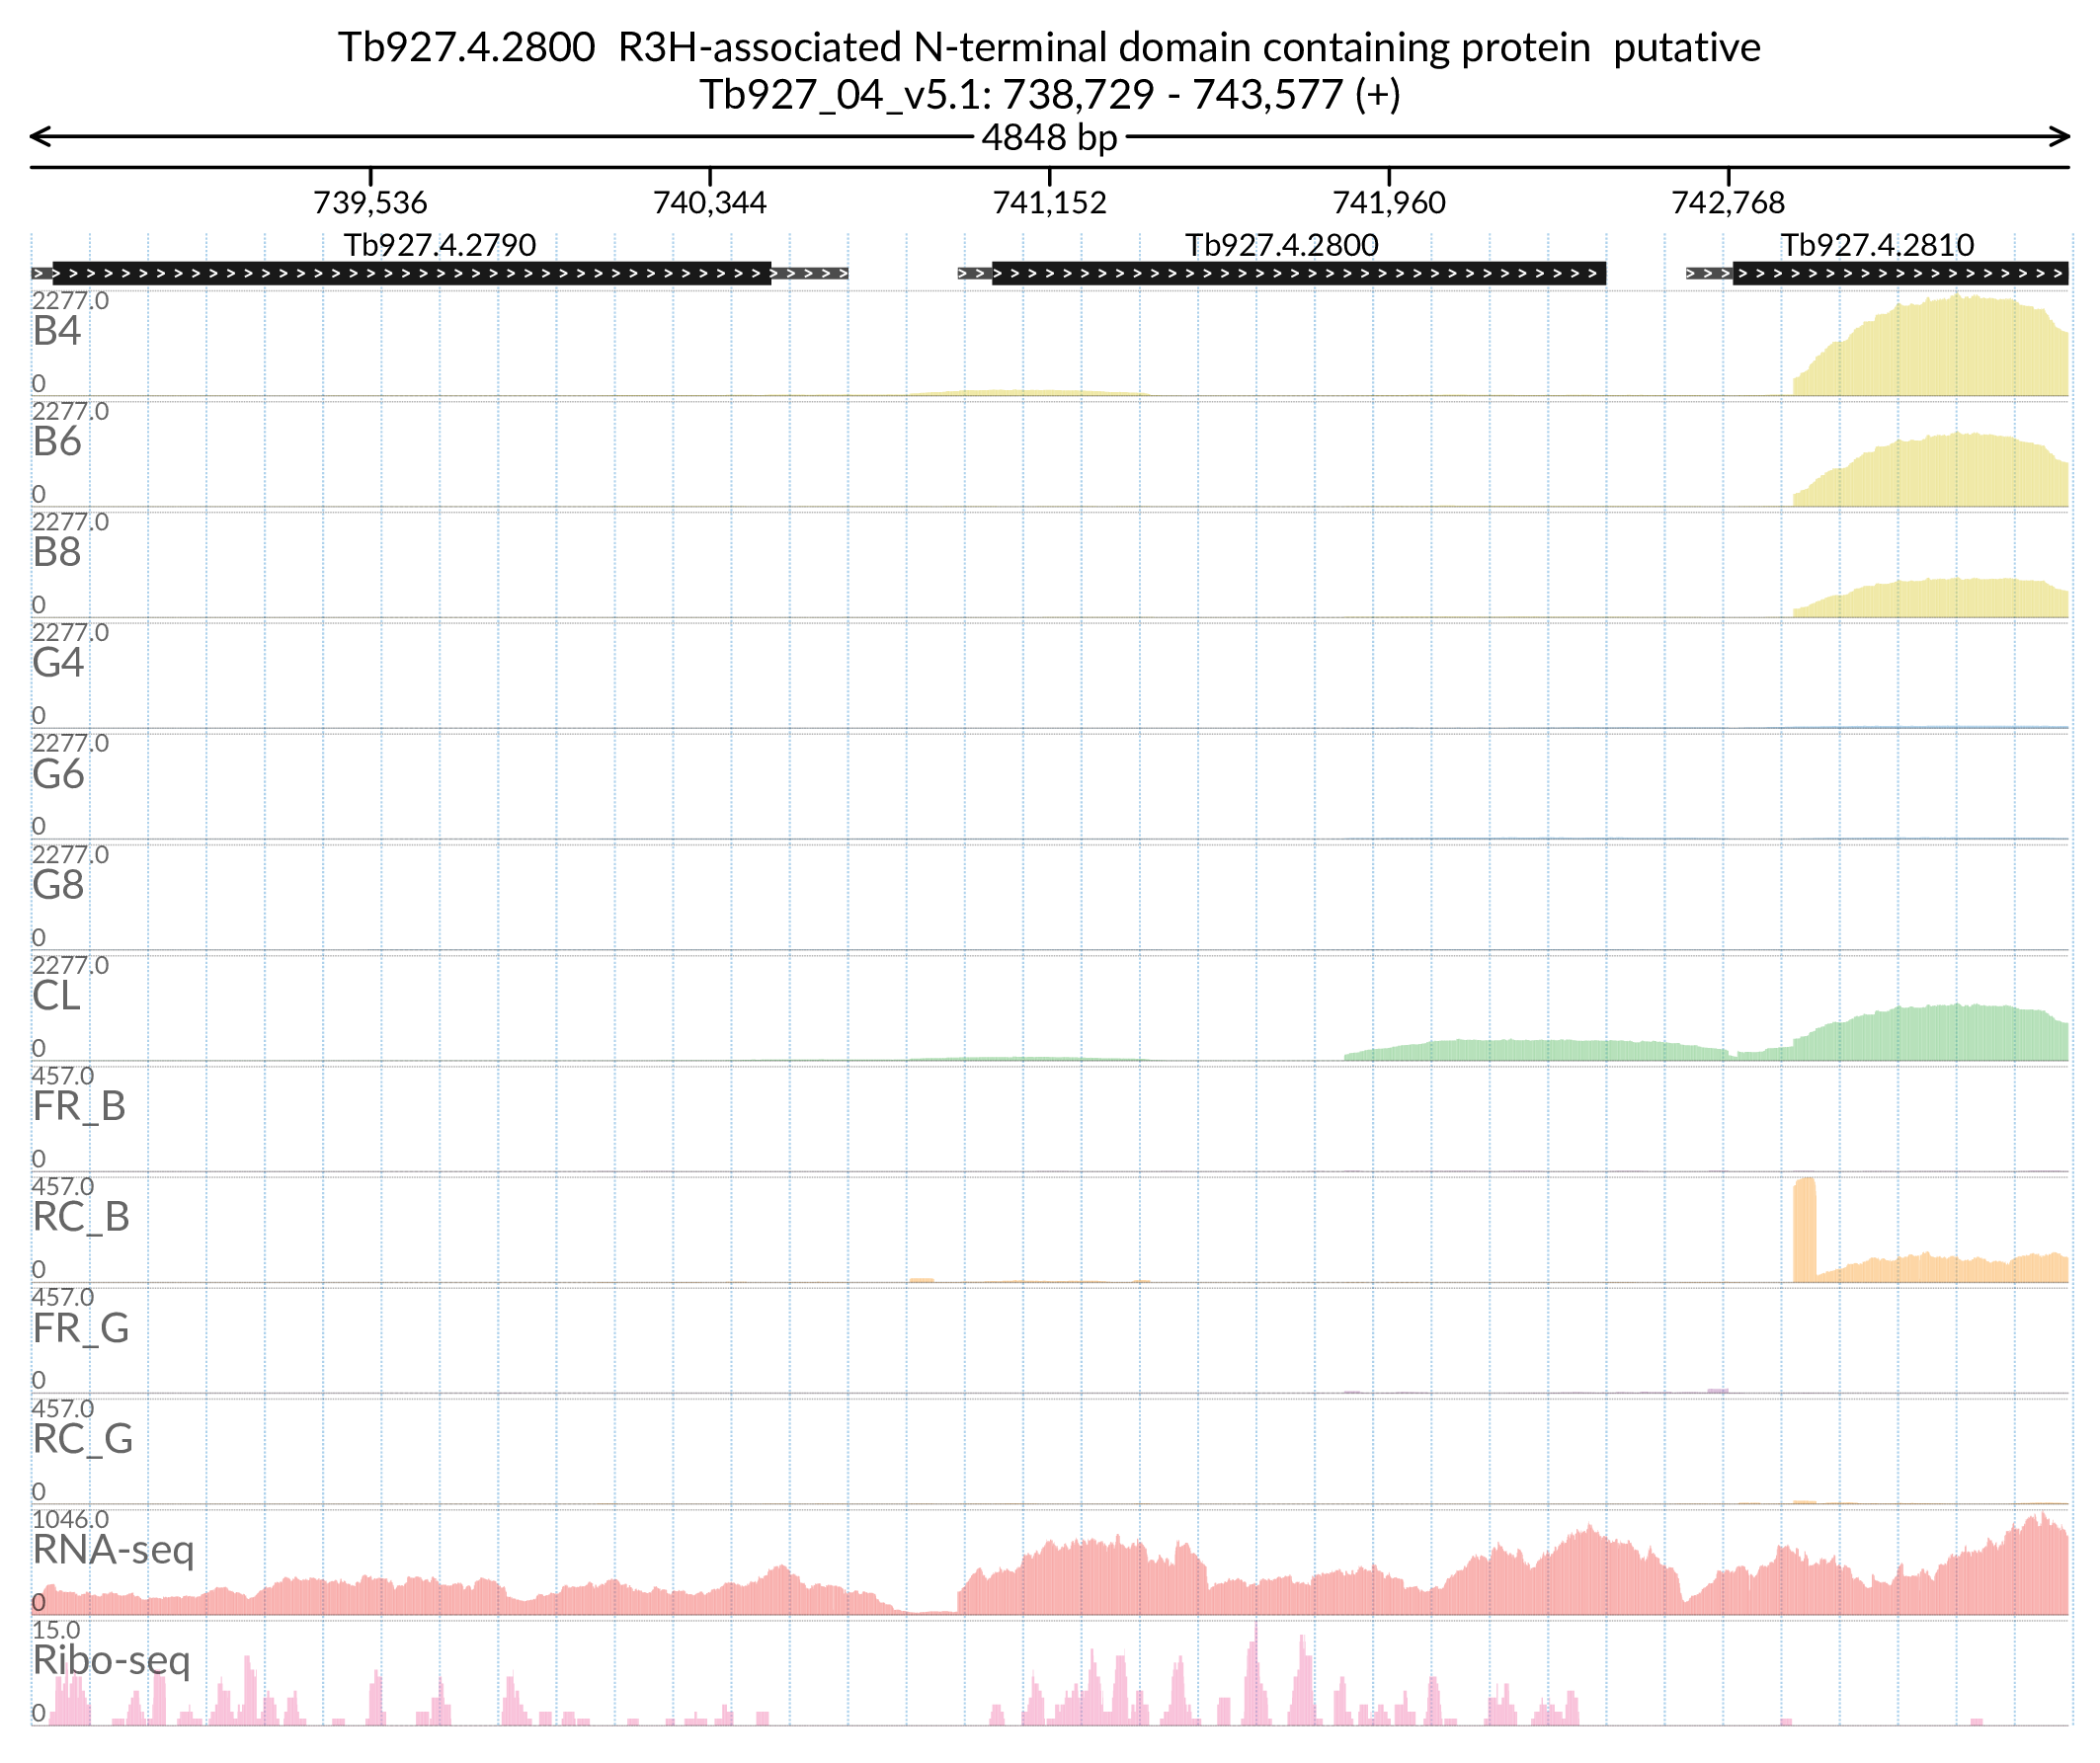 Tb927.4.2800  R3H-associated N-terminal domain containing protein  putative
Tb927_04_v5.1: 738,729 - 743,577 (+)
4848 bp
739,536 740,344 741,152 741,960 742,768
Tb927.4.2790 Tb927.4.2800 Tb927.4.2810
2277.0
B4
0
2277.0
B6
0
2277.0
B8
0
2277.0
G4
0
2277.0
G6
0
2277.0
G8
0
2277.0
CL
0
457.0
FR_B
0
457.0
RC_B
0
457.0
FR_G
0
457.0
RC_G
0
1046.0
RNA-seq
0
15.0
Ribo-seq
0